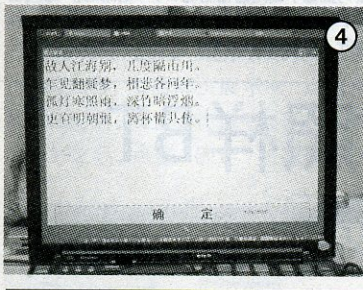 ④
故人江海别，几度隔山川。
乍见翻疑梦，相悲各问年。
孤灯寒照雨，深竹暗浮烟。
更有明朝恨，离杯惜共传。
确 定